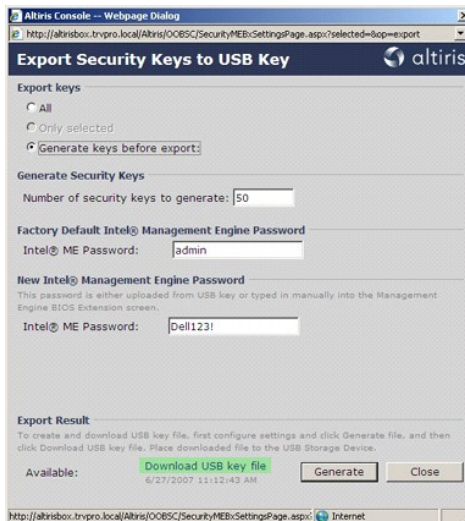 Altiris Console -- Webpage Dialog
http://altirisbox.trvpro.local/Altiris/OOBSC/SecurityMEBxSettingsPage.aspx?selected=&op=export
Export Security Keys to USB Key
altiris
Export keys
All
Only selected
Generate keys before export:
Generate Security Keys
Number of security keys to generate: 50
Factory Default Intel® Management Engine Password
Intel® ME Password: admin
New Intel® Management Engine Password
This password is either uploaded from USB key or typed in manually into the Management
Engine BIOS Extension screen.
Intel® ME Password: Dell123!
Export Result
To create and download USB key file, first configure settings and click Generate file, and then
click Download USB key file. Place downloaded file to the USB Storage Device.
Available: Download USB key file Generate Close
6/27/2007 11:12:43 AM
http://altirisbox.trvpro.local/Altiris/OOBSC/SecurityMEBxSettingsPage.aspx? Internet